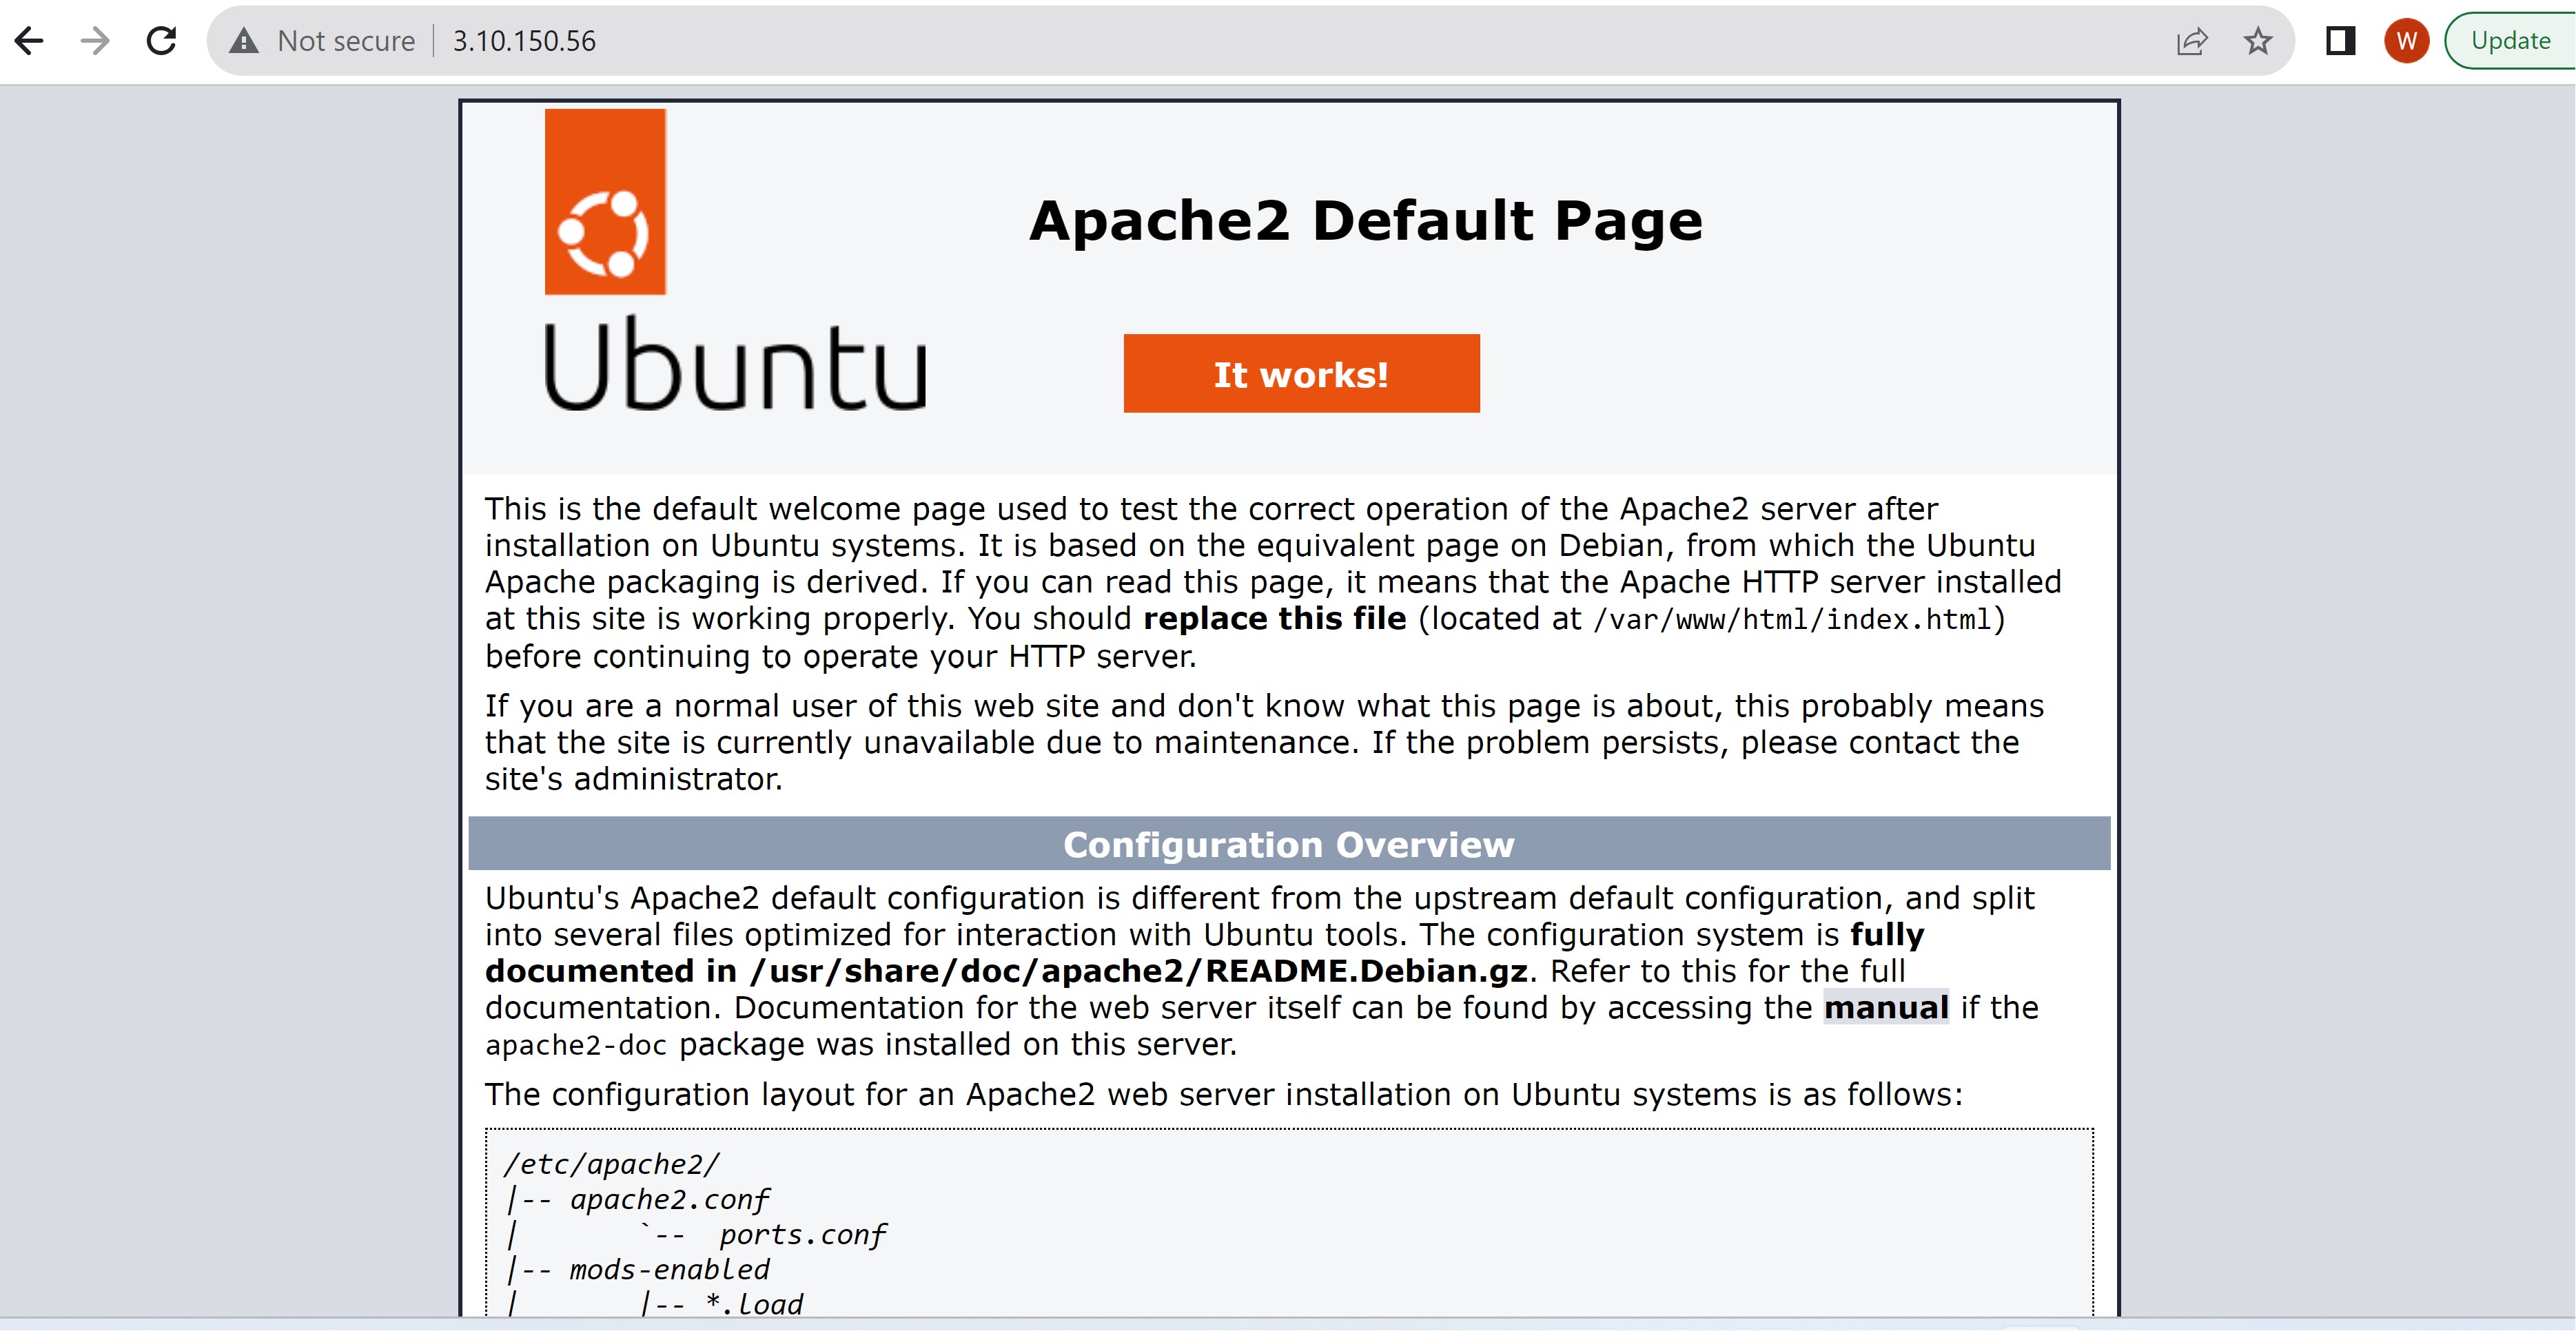 Not secure 3.10.150.56 W Update
Apache2 Default Page
Ubuntu
It works!
This is the default welcome page used to test the correct operation of the Apache2 server after
installation on Ubuntu systems. It is based on the equivalent page on Debian, from which the Ubuntu
Apache packaging is derived. If you can read this page, it means that the Apache HTTP server installed
at this site is working properly. You should replace this file (located at /var/www/html/index.html)
before continuing to operate your HTTP server.
If you are a normal user of this web site and don't know what this page is about, this probably means
that the site is currently unavailable due to maintenance. If the problem persists, please contact the
site's administrator.
Configuration Overview
Ubuntu's Apache2 default configuration is different from the upstream default configuration, and split
into several files optimized for interaction with Ubuntu tools. The configuration system is fully
documented in /usr/share/doc/apache2/README.Debian.gz. Refer to this for the full
documentation. Documentation for the web server itself can be found by accessing the manual if the
apache2-doc package was installed on this server.
The configuration layout for an Apache2 web server installation on Ubuntu systems is as follows:
/etc/apache2/
|-- apache2.conf
|       `--  ports.conf
|-- mods-enabled
|       |-- *.load